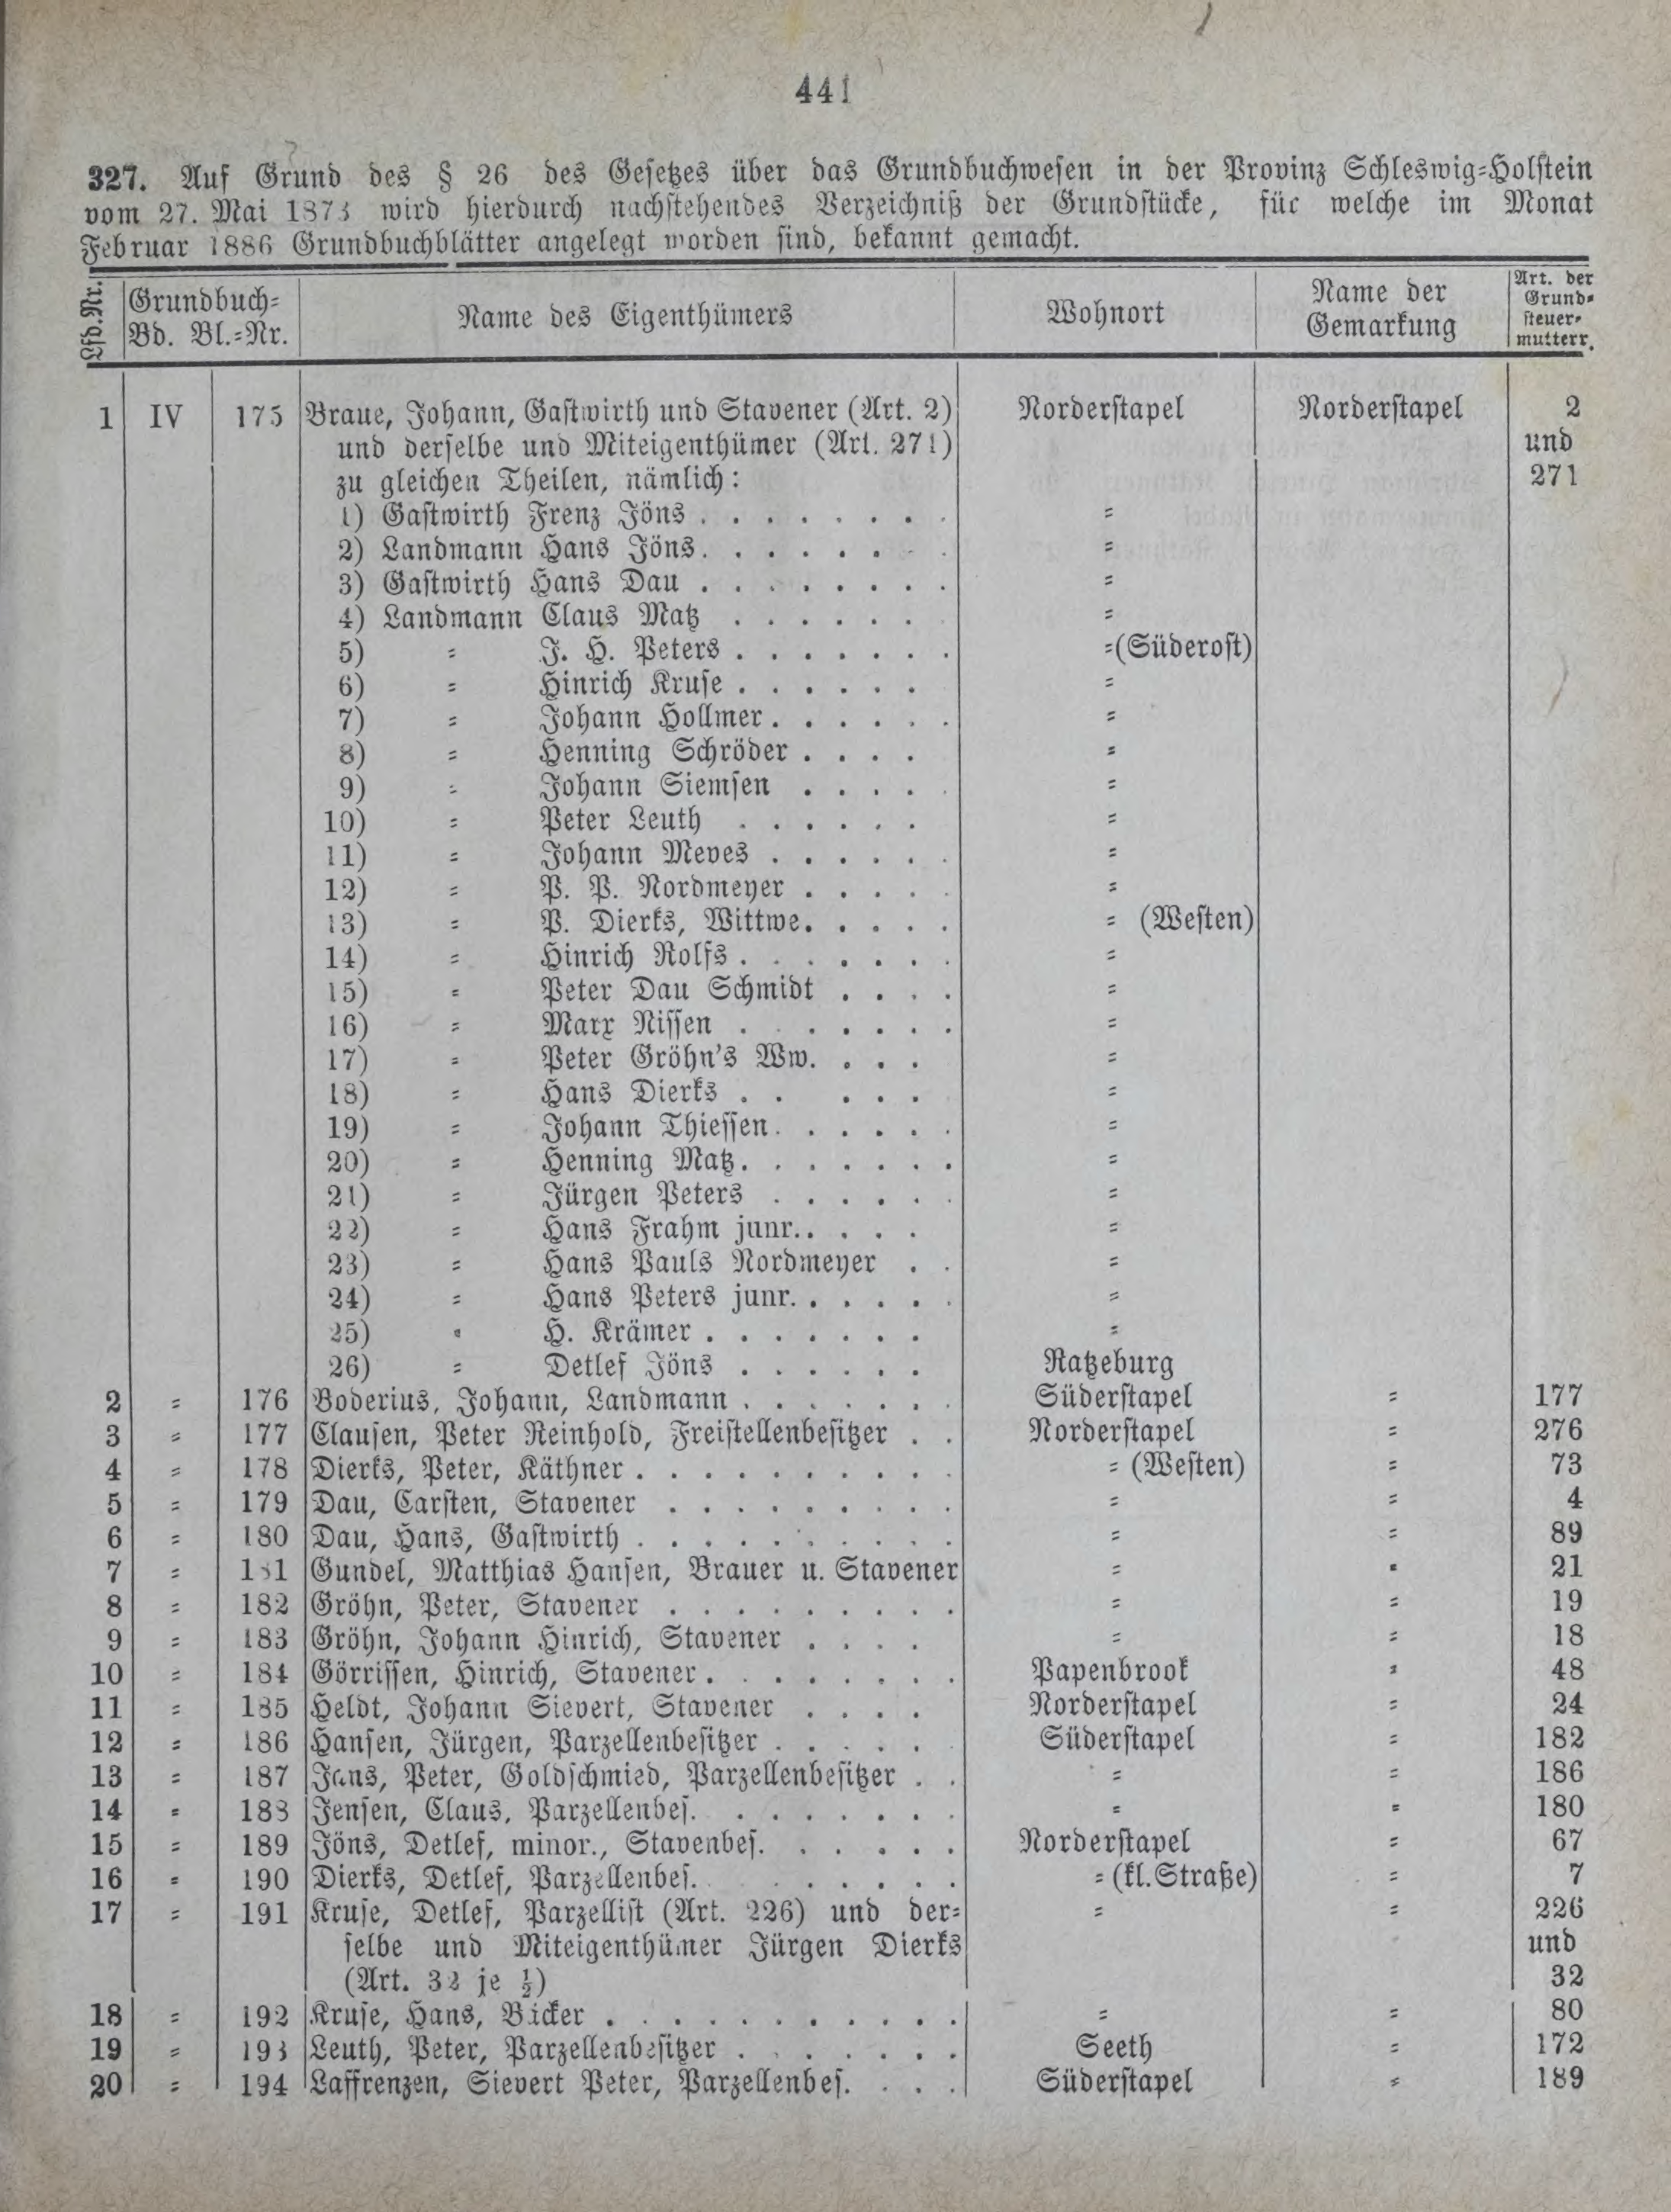 441
327. Auf Grund des § 26 des Gesetzes über das Grundbuchwesen in der Provinz Schleswig=Holstein
vom 27. Mai 1873 wird hierdurch nachstehendes Verzeichniß der Grundstücke, für welche im Monat
Februar 1886 Grundbuchblätter angelegt worden sind, bekannt gemacht.
Lfd.Nr. Grundbuch= Bd. Bl.=Nr. Name des Eigenthümers Wohnort Name der Gemarkung Art. der Grund= steuer= mutterr.
1 IV 175 Braue, Johann, Gastwirth und Stavener (Art. 2) Norderstapel Norderstapel 2
und derselbe und Miteigenthümer (Art. 271) und
zu gleichen Theilen, nämlich: 271
1) Gastwirth Frenz Jöns . . . . . . . . =
2) Landmann Hans Jöns. . . . . . . . =
3) Gastwirth Hans Dau . . . . . . . . =
4) Landmann Claus Matz . . . . . . =
5) = J. H. Peters . . . . . . . =(Süderost)
6) = Hinrich Kruse . . . . . . =
7) = Johann Hollmer. . . . . . =
8) = Henning Schröder . . . . =
9) = Johann Siemsen . . . . . =
10) = Peter Leuth . . . . . . =
11) = Johann Meves . . . . . . =
12) = P. P. Nordmeyer . . . . . =
13) = P. Dierks, Wittwe. . . . . = (Westen)
14) = Hinrich Rolfs . . . . . . . =
15) = Peter Dau Schmidt . . . . =
16) = Marx Nissen . . . . . . . =
17) = Peter Gröhn's Ww. . . . =
18) = Hans Dierks . . . . . =
19) = Johann Thiessen. . . . . . =
20) = Henning Matz. . . . . . . =
21) = Jürgen Peters . . . . . . =
22) = Hans Frahm junr.. . . . =
23) = Hans Pauls Nordmeyer . . =
24) = Hans Peters junr. . . . . . =
25) = H. Krämer . . . . . . . =
26) = Detlef Jöns . . . . . . Ratzeburg
2 = 176 Boderius, Johann, Landmann . . . . . . . Süderstapel = 177
3 = 177 Clausen, Peter Reinhold, Freistellenbesitzer . . Norderstapel = 276
4 = 178 Dierks, Peter, Käthner . . . . . . . . . . = (Westen) = 73
5 = 179 Dau, Carsten, Stavener . . . . . . . . . = = 4
6 = 180 Dau, Hans, Gastwirth . . . . . . . . . . = = 89
7 = 181 Gundel, Matthias Hansen, Brauer u. Stavener = = 21
8 = 182 Gröhn, Peter, Stavener . . . . . . . . . = = 19
9 = 183 Gröhn, Johann Hinrich, Stavener . . . . = = 18
10 = 184 Görrissen, Hinrich, Stavener . . . . . . . . Papenbrook = 48
11 = 185 Heldt, Johann Sievert, Stavener . . . . Norderstapel = 24
12 = 186 Hansen, Jürgen, Parzellenbesitzer . . . . . . Süderstapel = 182
13 = 187 Jans, Peter, Goldschmied, Parzellenbesitzer . . = = 186
14 = 188 Jensen, Claus, Parzellenbes. . . . . . . . = = 180
15 = 189 Jöns, Detlef, minor., Stavenbes. . . . . . Norderstapel = 67
16 = 190 Dierks, Detlef, Parzellenbes. . . . . . . = (kl.Straße) = 7
17 = 191 Kruse, Detlef, Parzellist (Art. 226) und der= = = 226
selbe und Miteigenthümer Jürgen Dierks und
(Art. 32 je ½) 32
18 = 192 Kruse, Hans, Bäcker . . . . . . . . . . . = = 80
19 = 193 Leuth, Peter, Parzellenbesitzer . . . . . . . Seeth = 172
20 = 194 Laffrenzen, Sievert Peter, Parzellenbes. . . . Süderstapel = 189